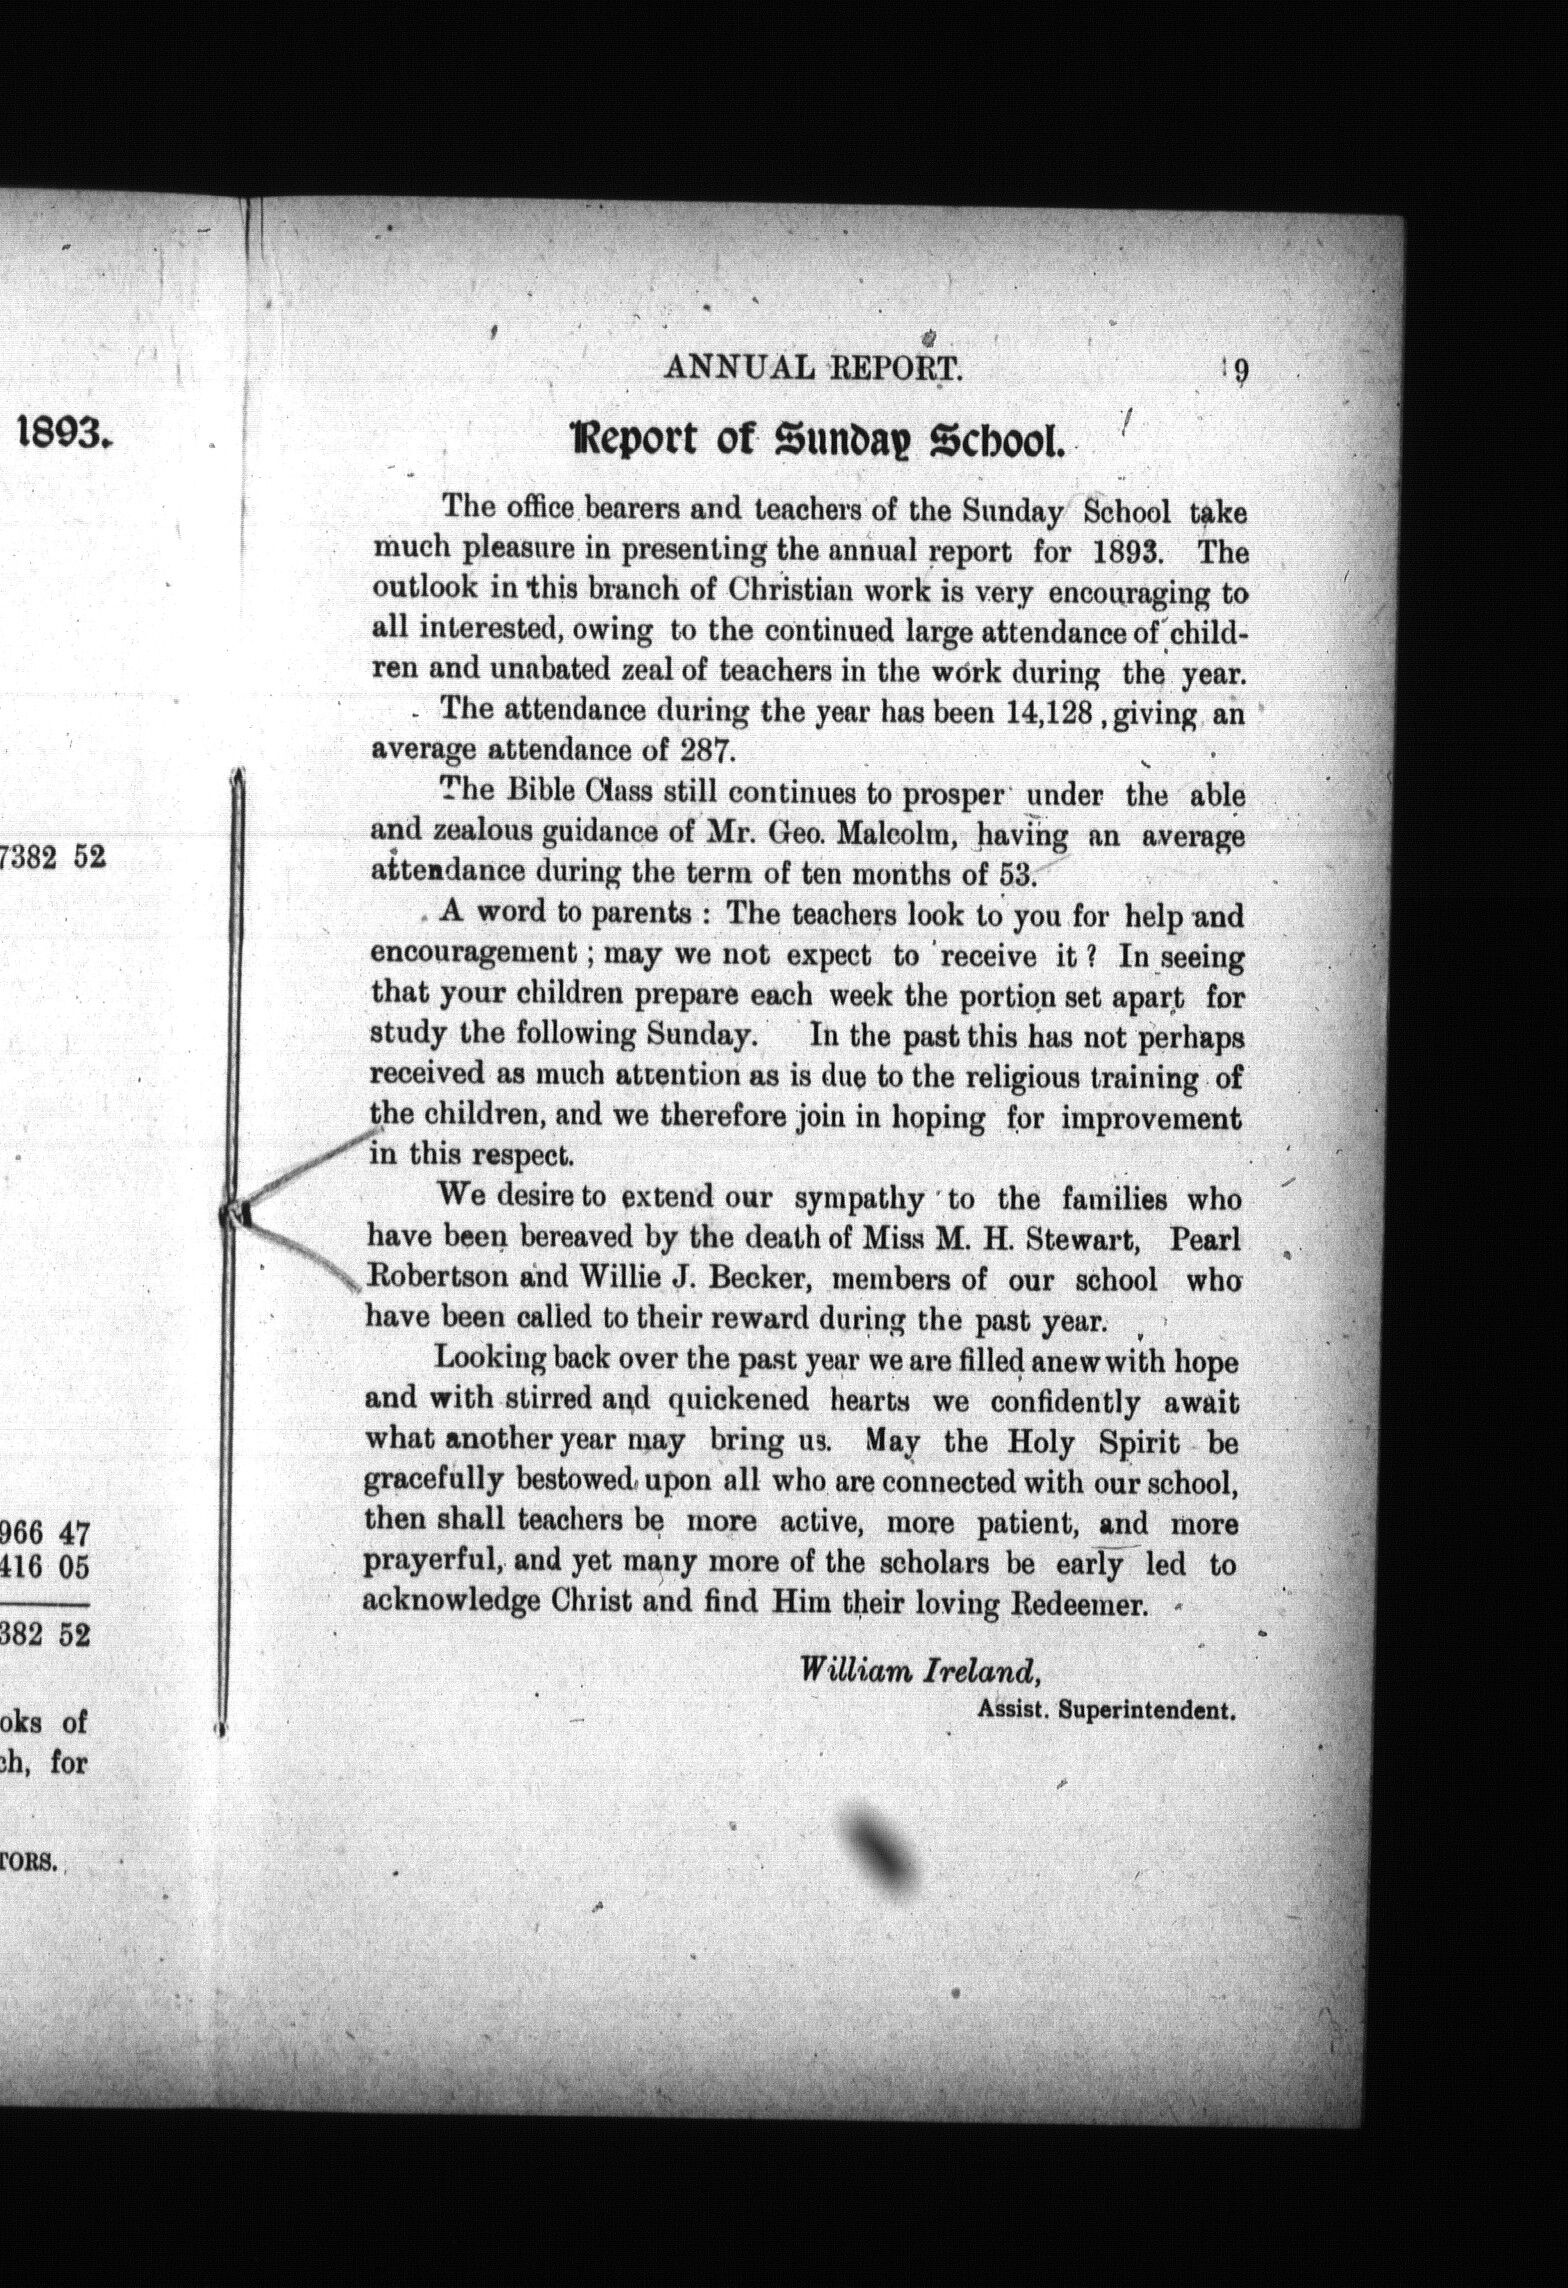 1893.
7382 52
966 47
416 05
382 52
oks of
ch, for
TORS.
ANNUAL REPORT. 9
Report of Sunday School.
The office bearers and teachers of the Sunday School take
much pleasure in presenting the annual report for 1893. The
outlook in this branch of Christian work is very encouraging to
all interested, owing to the continued large attendance of child-
ren and unabated zeal of teachers in the work during the year.
The attendance during the year has been 14,128, giving an
average attendance of 287.
The Bible Class still continues to prosper under the able
and zealous guidance of Mr. Geo. Malcolm, having an average
attendance during the term of ten months of 53.
A word to parents : The teachers look to you for help and
encouragement ; may we not expect to receive it ? In seeing
that your children prepare each week the portion set apart for
study the following Sunday. In the past this has not perhaps
received as much attention as is due to the religious training of
the children, and we therefore join in hoping for improvement
in this respect.
We desire to extend our sympathy to the families who
have been bereaved by the death of Miss M. H. Stewart, Pearl
Robertson and Willie J. Becker, members of our school who
have been called to their reward during the past year.
Looking back over the past year we are filled anew with hope
and with stirred and quickened hearts we confidently await
what another year may bring us. May the Holy Spirit be
gracefully bestowed upon all who are connected with our school,
then shall teachers be more active, more patient, and more
prayerful, and yet many more of the scholars be early led to
acknowledge Christ and find Him their loving Redeemer.
William Ireland,
Assist. Superintendent.